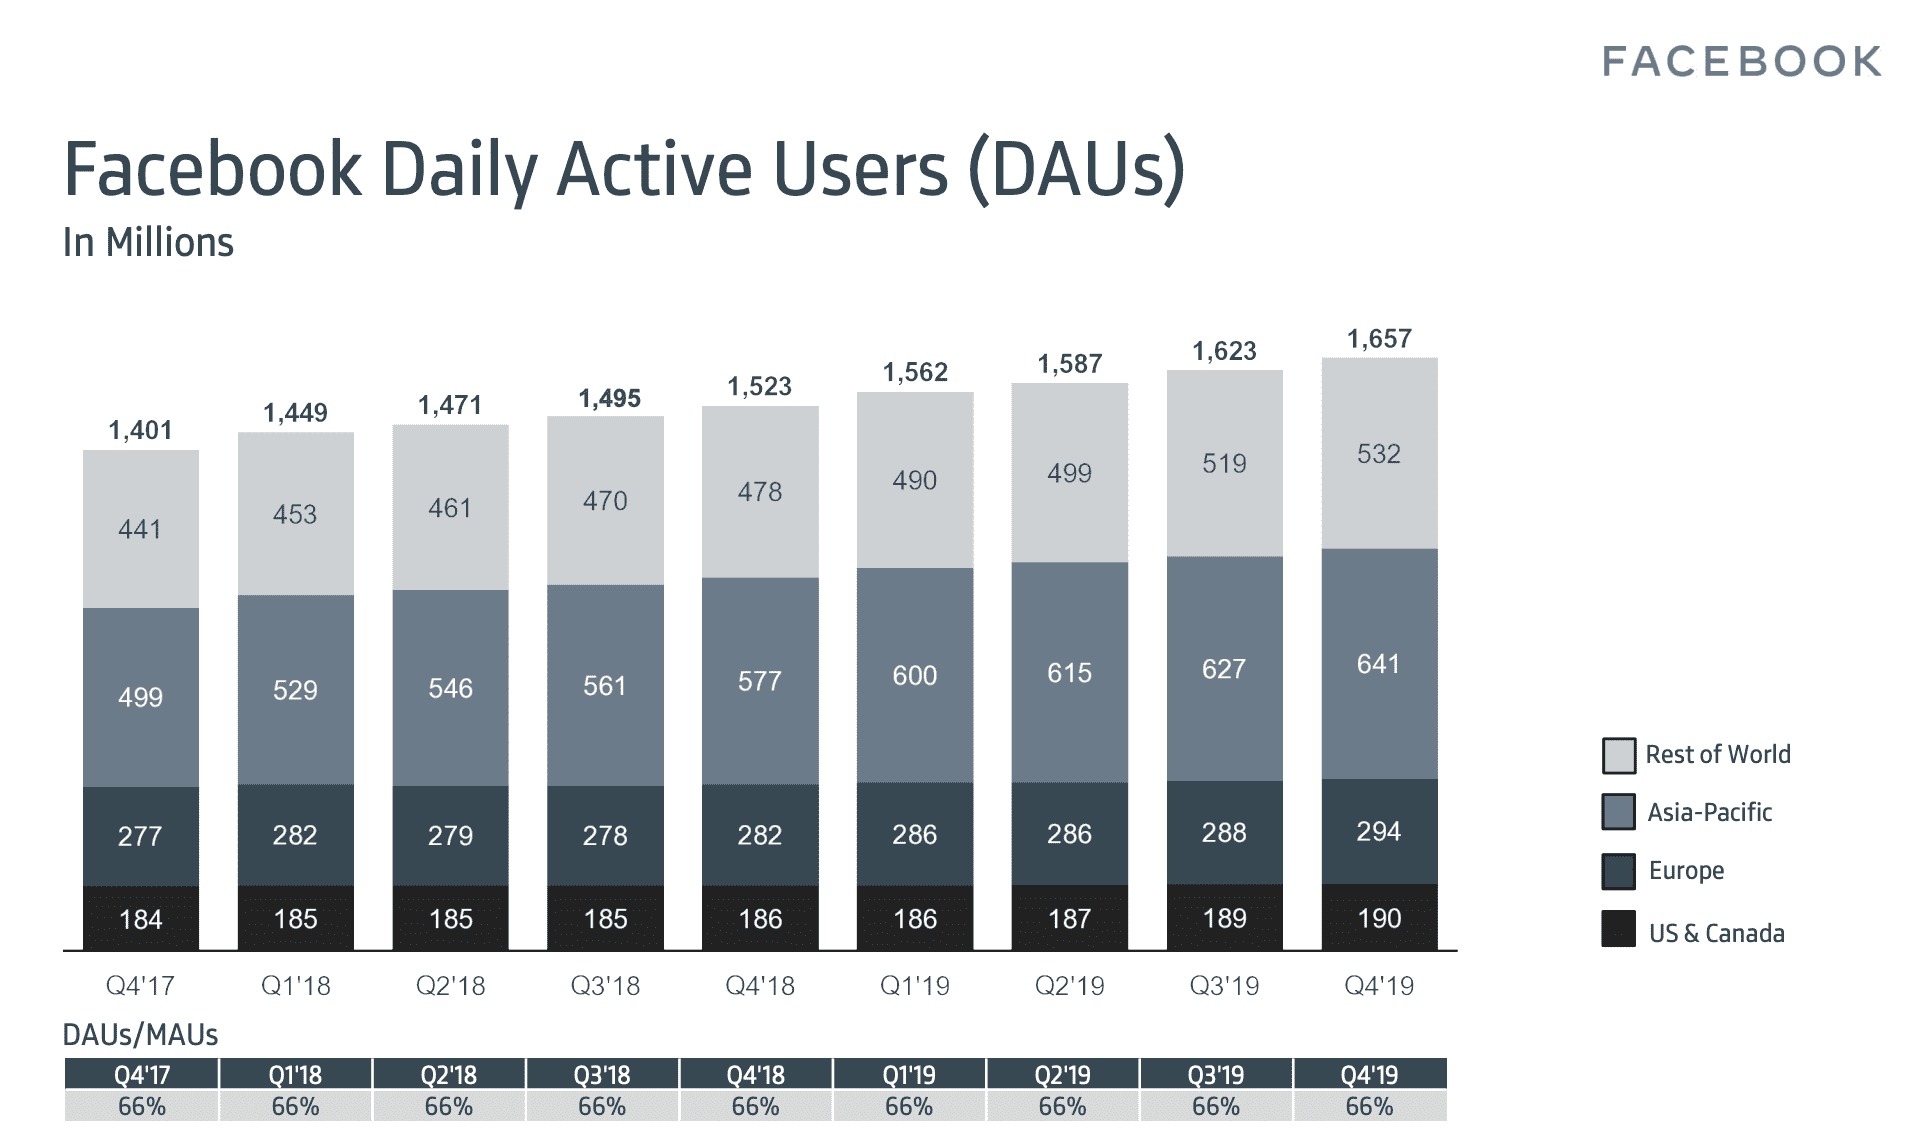 FACEBOOK
Facebook Daily Active Users (DAUs)
In Millions
1,401 1,449 1,471 1,495 1,523 1,562 1,587 1,623 1,657
441 453 461 470 478 490 499 519 532
499 529 546 561 577 600 615 627 641
277 282 279 278 282 286 286 288 294
184 185 185 185 186 186 187 189 190
Q4'17 Q1'18 Q2'18 Q3'18 Q4'18 Q1'19 Q2'19 Q3'19 Q4'19
Rest of World
Asia-Pacific
Europe
US & Canada
DAUs/MAUs
Q4'17 Q1'18 Q2'18 Q3'18 Q4'18 Q1'19 Q2'19 Q3'19 Q4'19
66% 66% 66% 66% 66% 66% 66% 66% 66%